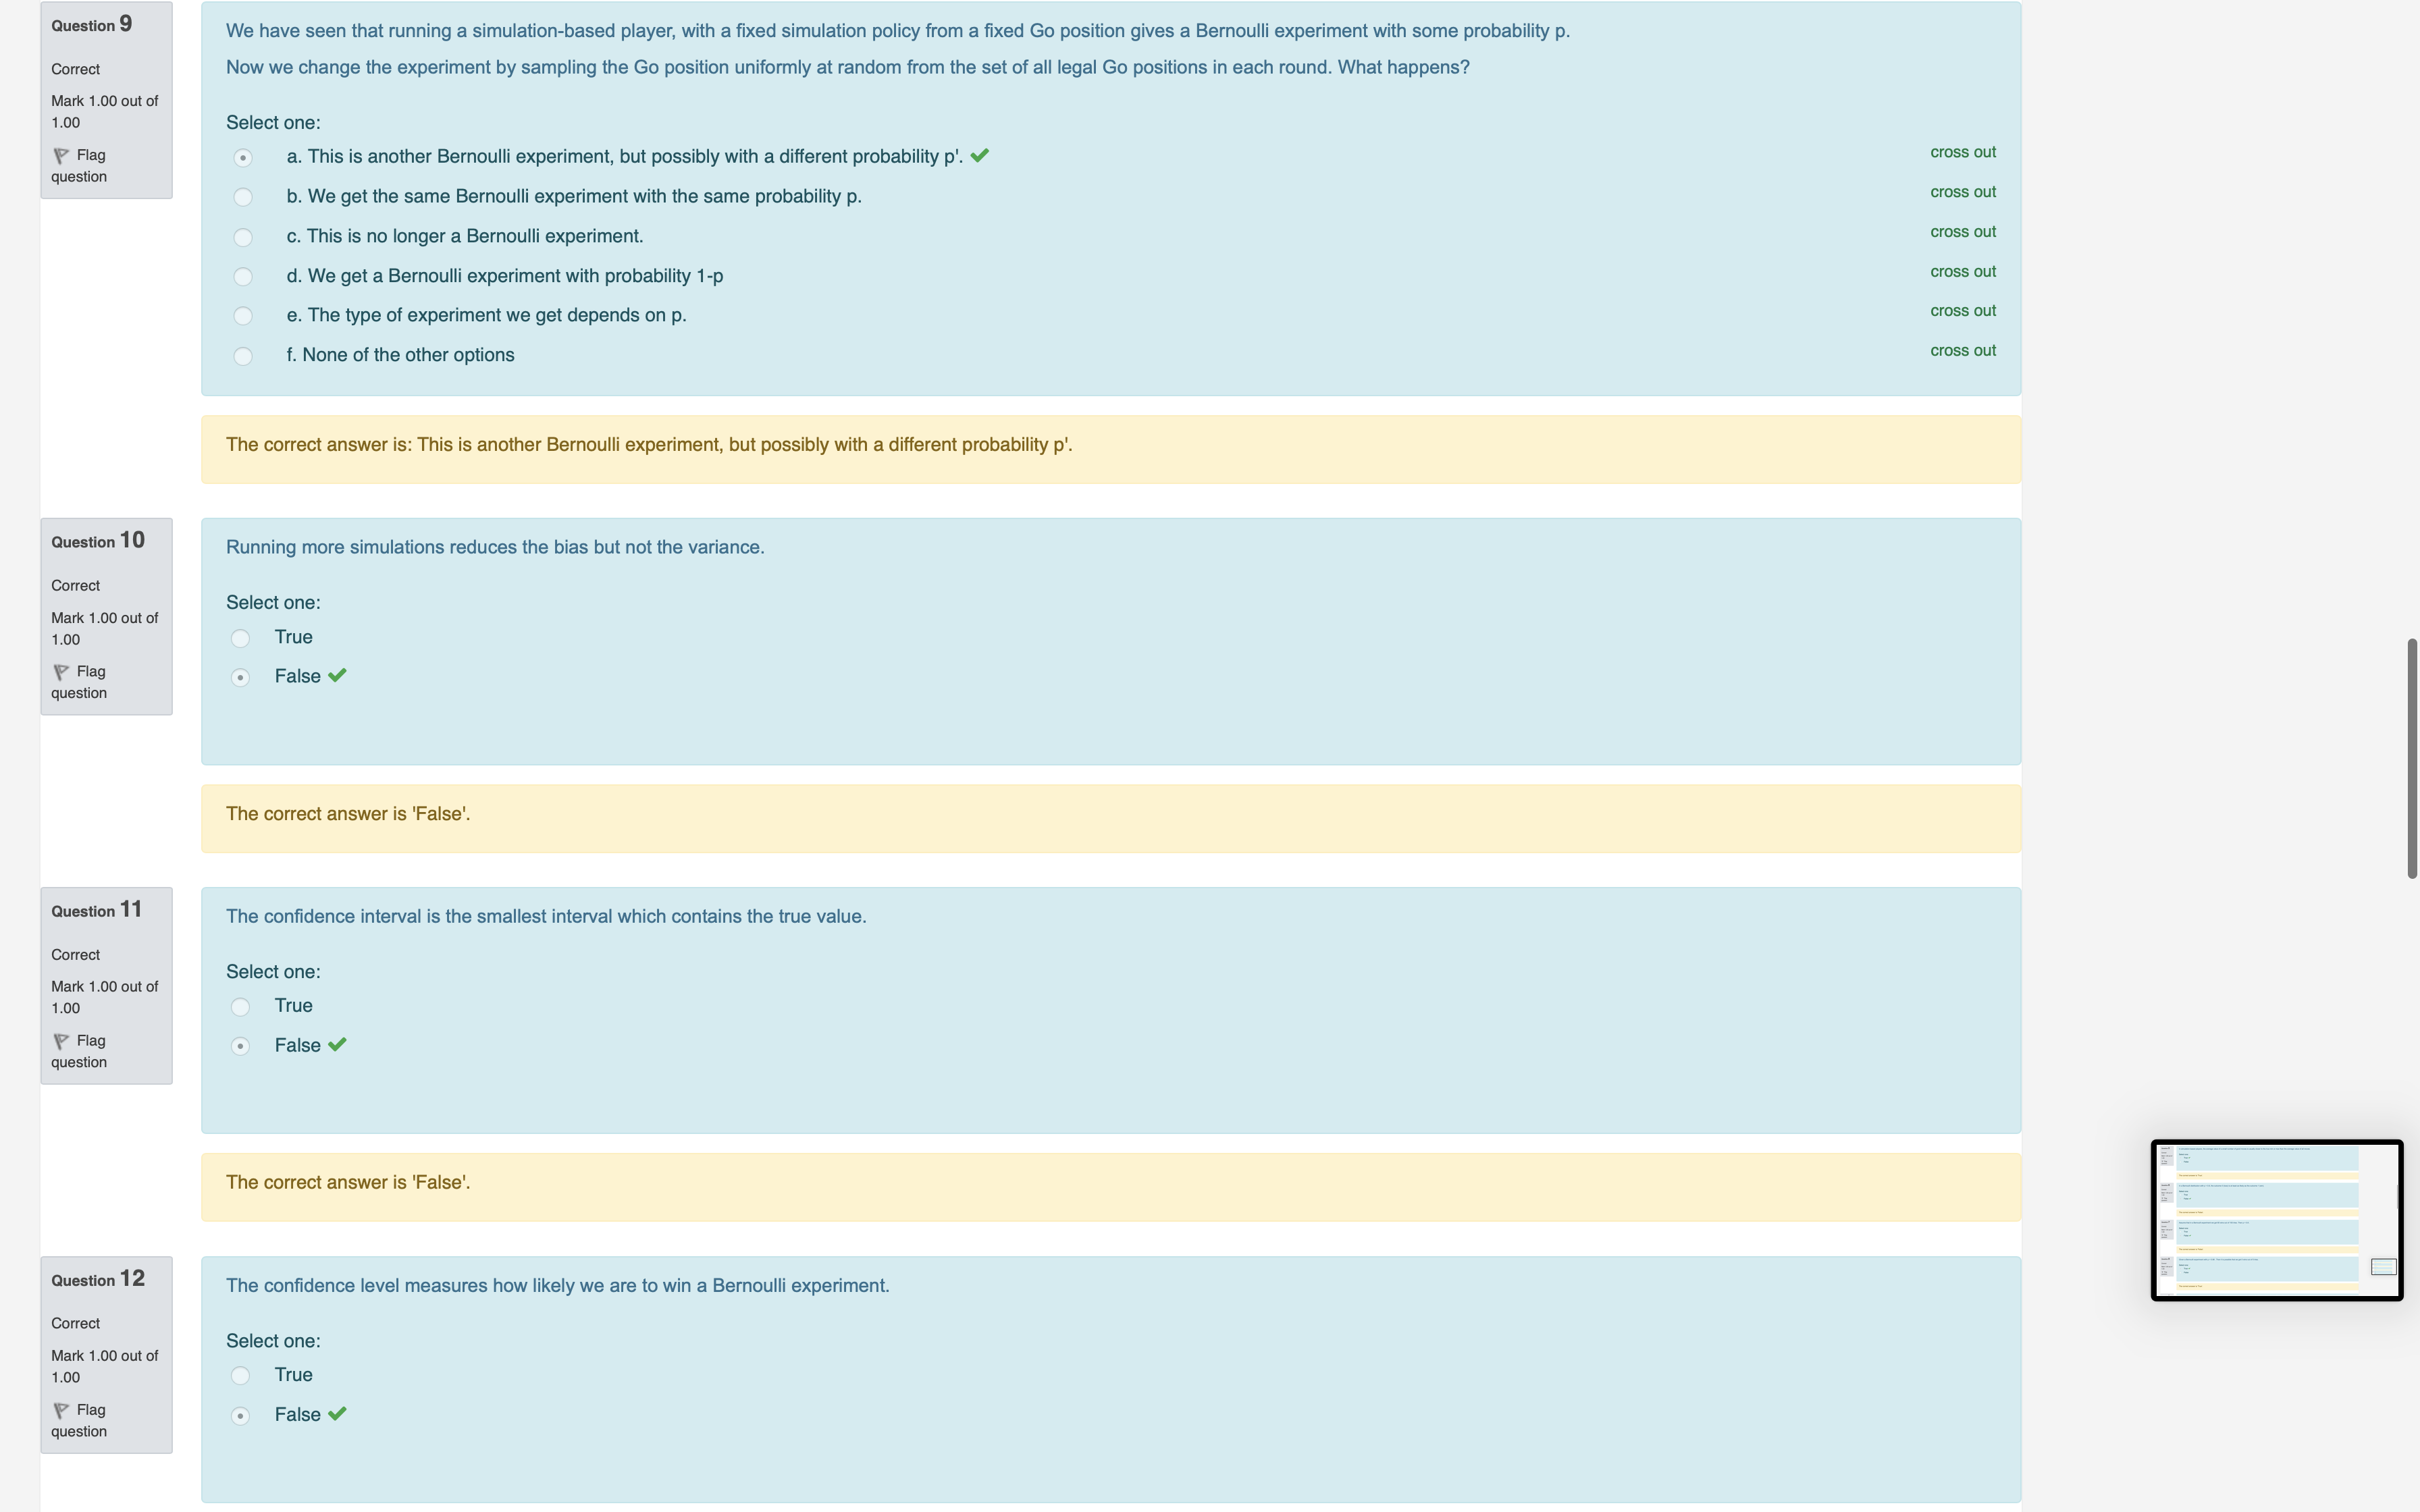 Question 9
Correct
Mark 1.00 out of
1.00
Flag
question
We have seen that running a simulation-based player, with a fixed simulation policy from a fixed Go position gives a Bernoulli experiment with some probability p.
Now we change the experiment by sampling the Go position uniformly at random from the set of all legal Go positions in each round. What happens?
Select one:
a. This is another Bernoulli experiment, but possibly with a different probability p'.
cross out
b. We get the same Bernoulli experiment with the same probability p.
cross out
c. This is no longer a Bernoulli experiment.
cross out
d. We get a Bernoulli experiment with probability 1-p
cross out
e. The type of experiment we get depends on p.
cross out
f. None of the other options
cross out
The correct answer is: This is another Bernoulli experiment, but possibly with a different probability p'.
Question 10
Correct
Mark 1.00 out of
1.00
Flag
question
Running more simulations reduces the bias but not the variance.
Select one:
True
False
The correct answer is 'False'.
Question 11
Correct
Mark 1.00 out of
1.00
Flag
question
The confidence interval is the smallest interval which contains the true value.
Select one:
True
False
The correct answer is 'False'.
Question 12
Correct
Mark 1.00 out of
1.00
Flag
question
The confidence level measures how likely we are to win a Bernoulli experiment.
Select one:
True
False